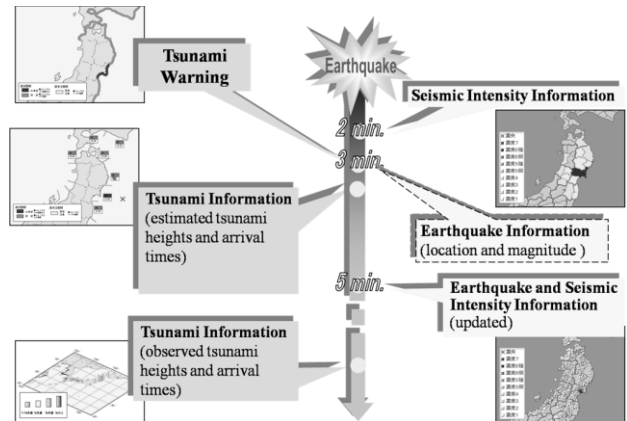 Earthquake
Tsunami
Warning
Seismic Intensity Information
2 min.
3 min.
Tsunami Information
(estimated tsunami
heights and arrival
times)
Earthquake Information
(location and magnitude )
5 min.
Earthquake and Seismic
Intensity Information
(updated)
Tsunami Information
(observed tsunami
heights and arrival
times)